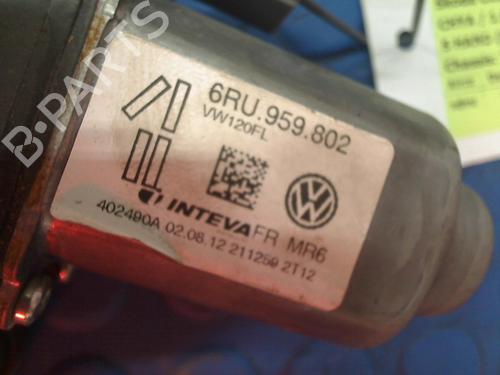 6RU.959.802
VW120FL
INTEVA FR MR6
402490A 02.08.12 211259 2T12
B-PARTS